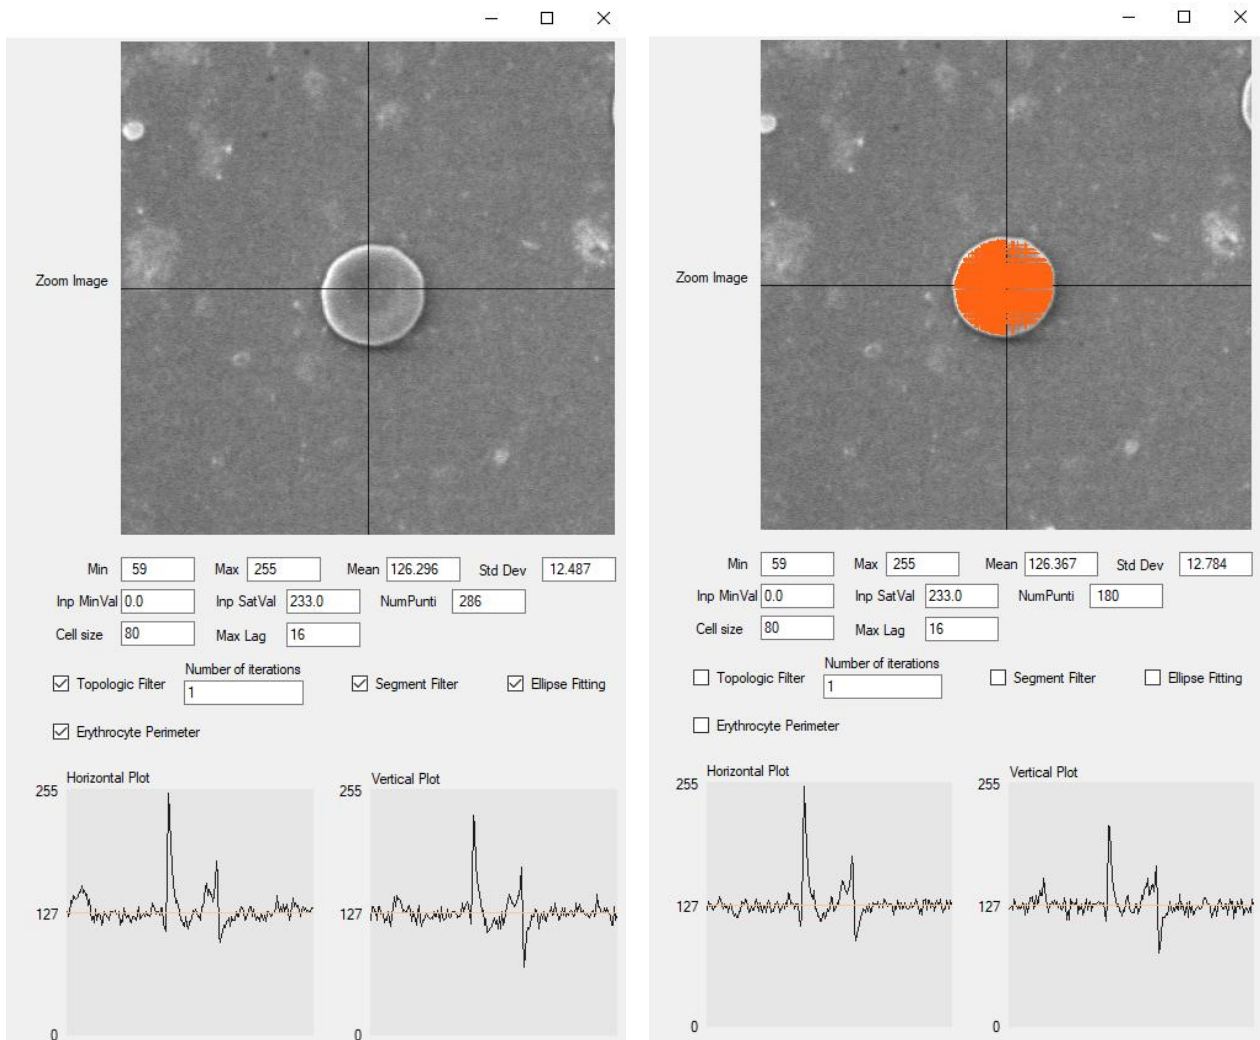 Zoom Image
Min 59 Max 255 Mean 126.296 Std Dev 12.487
Inp MinVal 0.0 Inp SatVal 233.0 NumPunti 286
Cell size 80 Max Lag 16
Number of iterations
Topologic Filter 1 Segment Filter Ellipse Fitting
Erythrocyte Perimeter
Horizontal Plot Vertical Plot
255 255
127 127
0 0
Zoom Image
Min 59 Max 255 Mean 126.367 Std Dev 12.784
Inp MinVal 0.0 Inp SatVal 233.0 NumPunti 180
Cell size 80 Max Lag 16
Number of iterations
Topologic Filter 1 Segment Filter Ellipse Fitting
Erythrocyte Perimeter
Horizontal Plot Vertical Plot
255 255
127 127
0 0